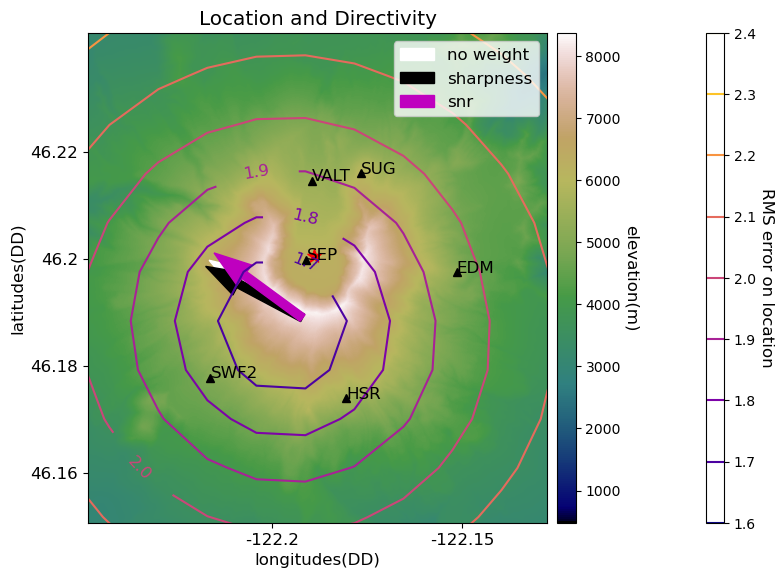 Location and Directivity
no weight
sharpness
snr
latitudes(DD)
46.22
46.2
46.18
46.16
-122.2
-122.15
longitudes(DD)
1.9
1.8
1.7
2.0
VALT
SUG
SEP
EDM
SWF2
HSR
8000
7000
6000
5000
4000
3000
2000
1000
elevation(m)
2.4
2.3
2.2
2.1
2.0
1.9
1.8
1.7
1.6
RMS error on location